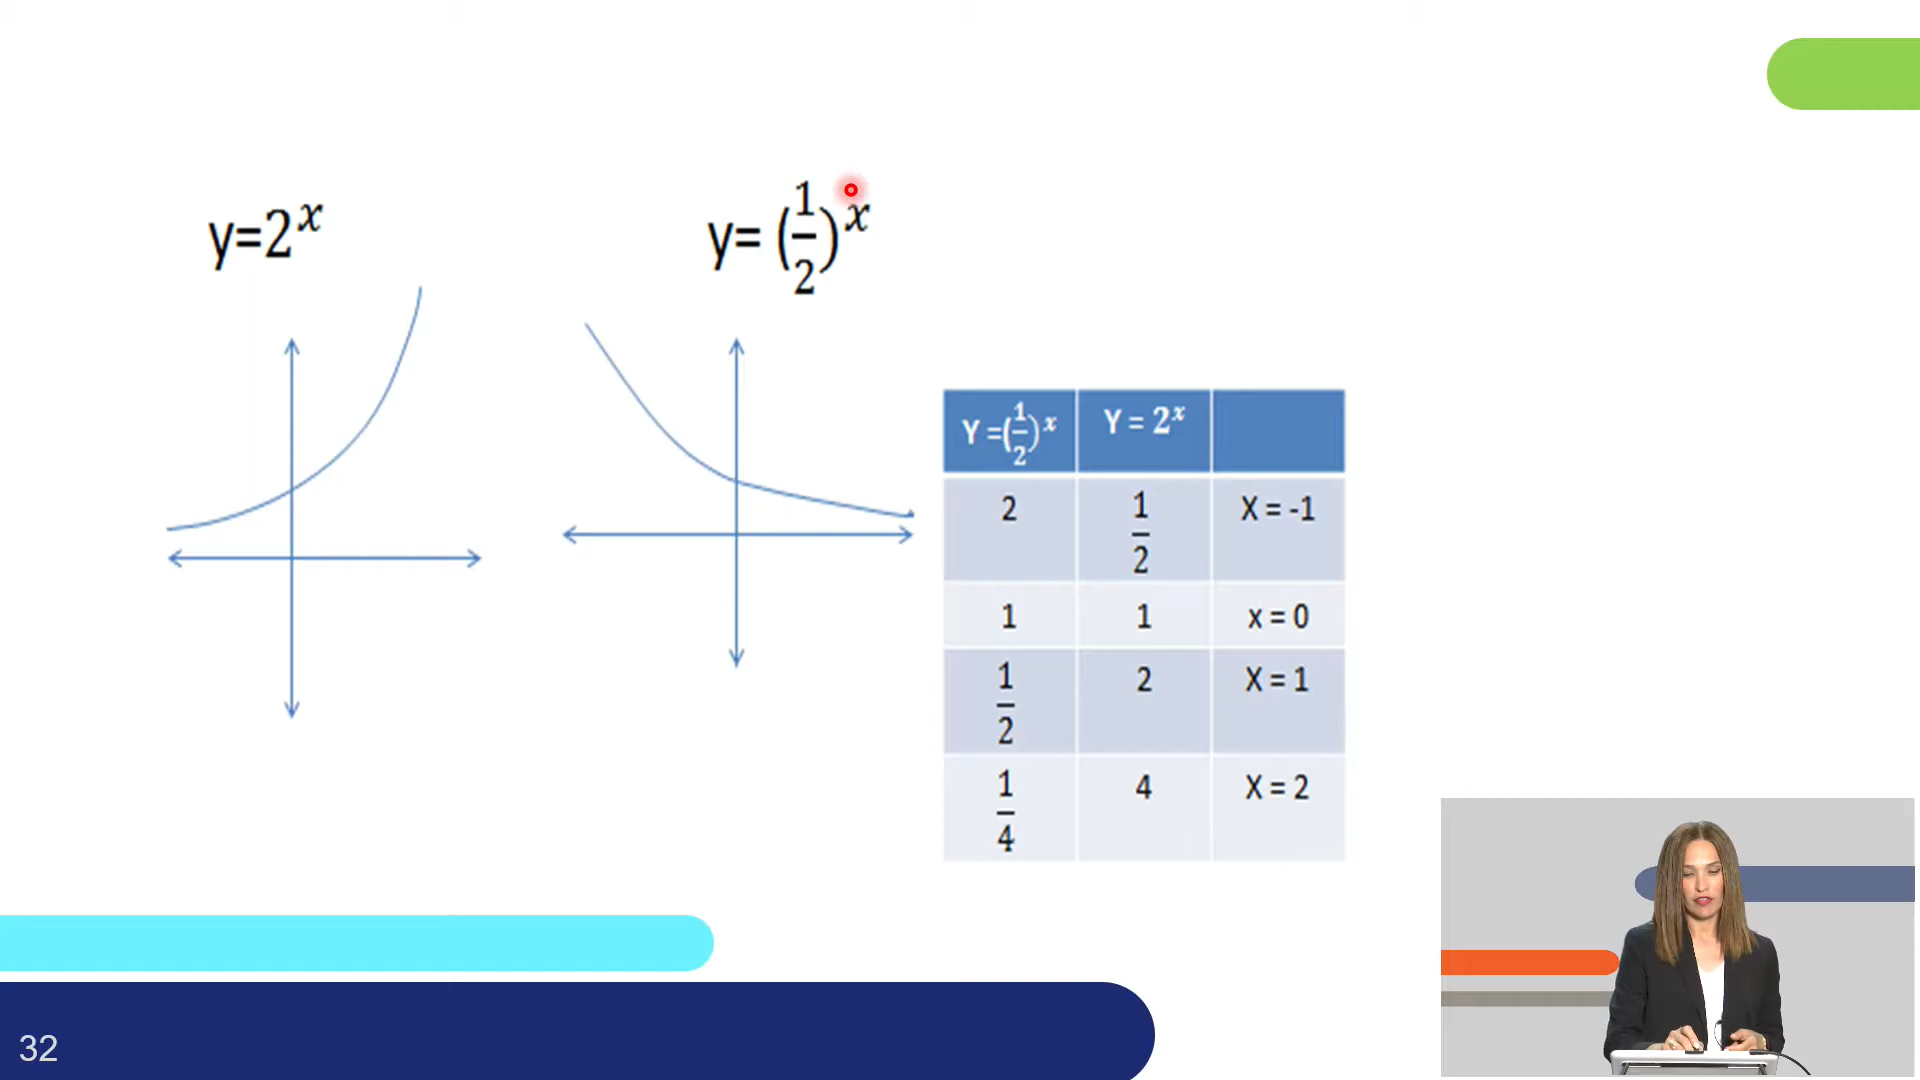 y=2^x
y= (1/2)^x
Y =(1/2)^x Y = 2^x
2 1/2 X = -1
1 1 x = 0
1/2 2 X = 1
1/4 4 X = 2
32